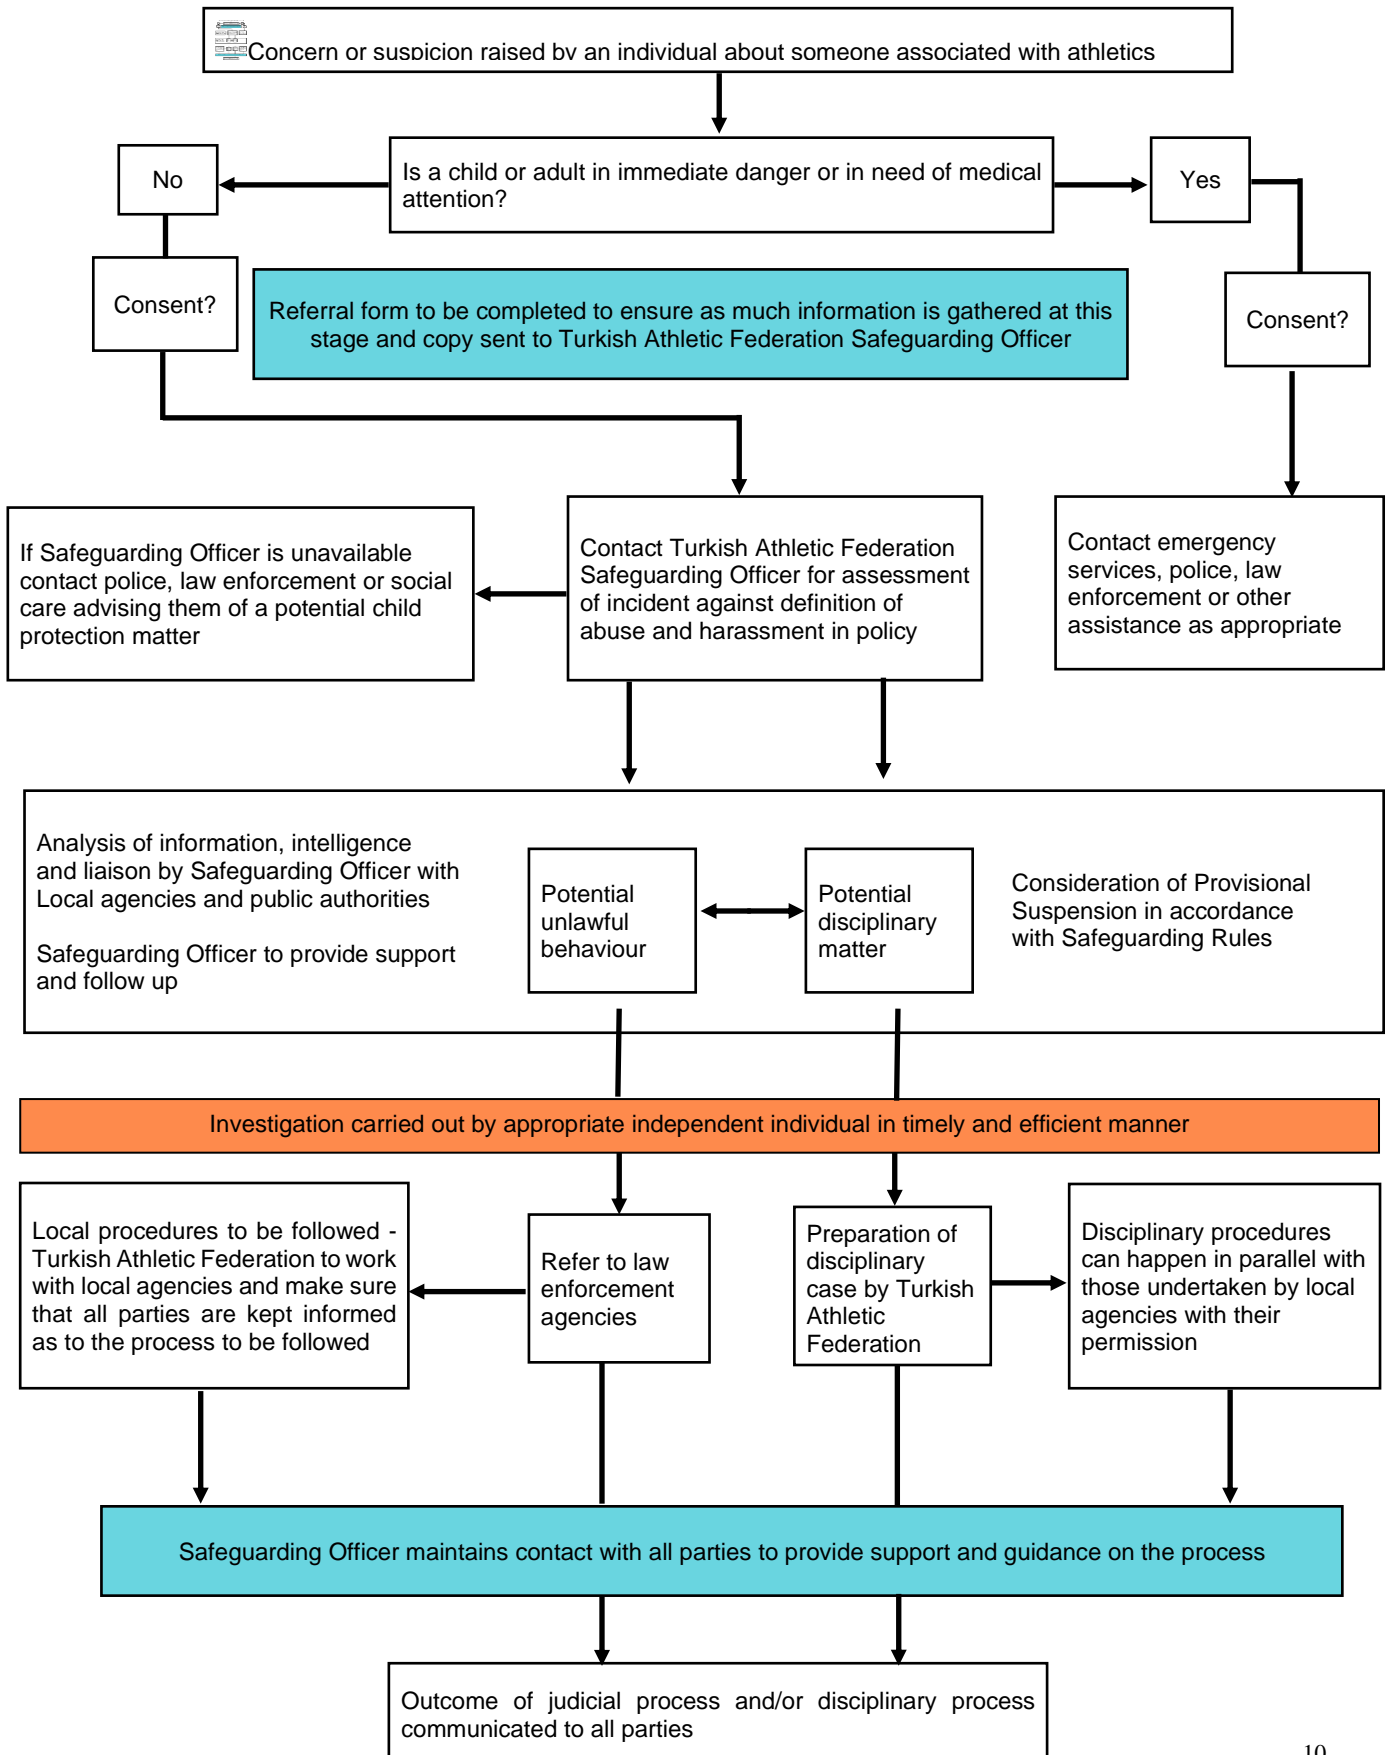 Concern or suspicion raised by an individual about someone associated with athletics
Is a child or adult in immediate danger or in need of medical
attention?
No
Yes
Consent?
Referral form to be completed to ensure as much information is gathered at this
stage and copy sent to Turkish Athletic Federation Safeguarding Officer
Consent?
If Safeguarding Officer is unavailable
contact police, law enforcement or social
care advising them of a potential child
protection matter
Contact Turkish Athletic Federation
Safeguarding Officer for assessment
of incident against definition of
abuse and harassment in policy
Contact emergency
services, police, law
enforcement or other
assistance as appropriate
Analysis of information, intelligence
and liaison by Safeguarding Officer with
Local agencies and public authorities
Safeguarding Officer to provide support
and follow up
Potential
unlawful
behaviour
Potential
disciplinary
matter
Consideration of Provisional
Suspension in accordance
with Safeguarding Rules
Investigation carried out by appropriate independent individual in timely and efficient manner
Local procedures to be followed -
Turkish Athletic Federation to work
with local agencies and make sure
that all parties are kept informed
as to the process to be followed
Refer to law
enforcement
agencies
Preparation of
disciplinary
case by Turkish
Athletic
Federation
Disciplinary procedures
can happen in parallel with
those undertaken by local
agencies with their
permission
Safeguarding Officer maintains contact with all parties to provide support and guidance on the process
Outcome of judicial process and/or disciplinary process
communicated to all parties
10